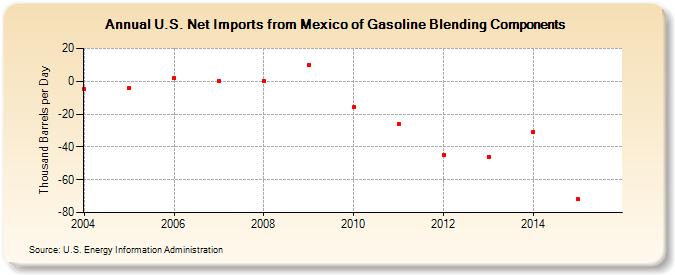 Annual U.S. Net Imports from Mexico of Gasoline Blending Components
Thousand Barrels per Day
20
0
-20
-40
-60
-80
2004 2006 2008 2010 2012 2014
Source: U.S. Energy Information Administration